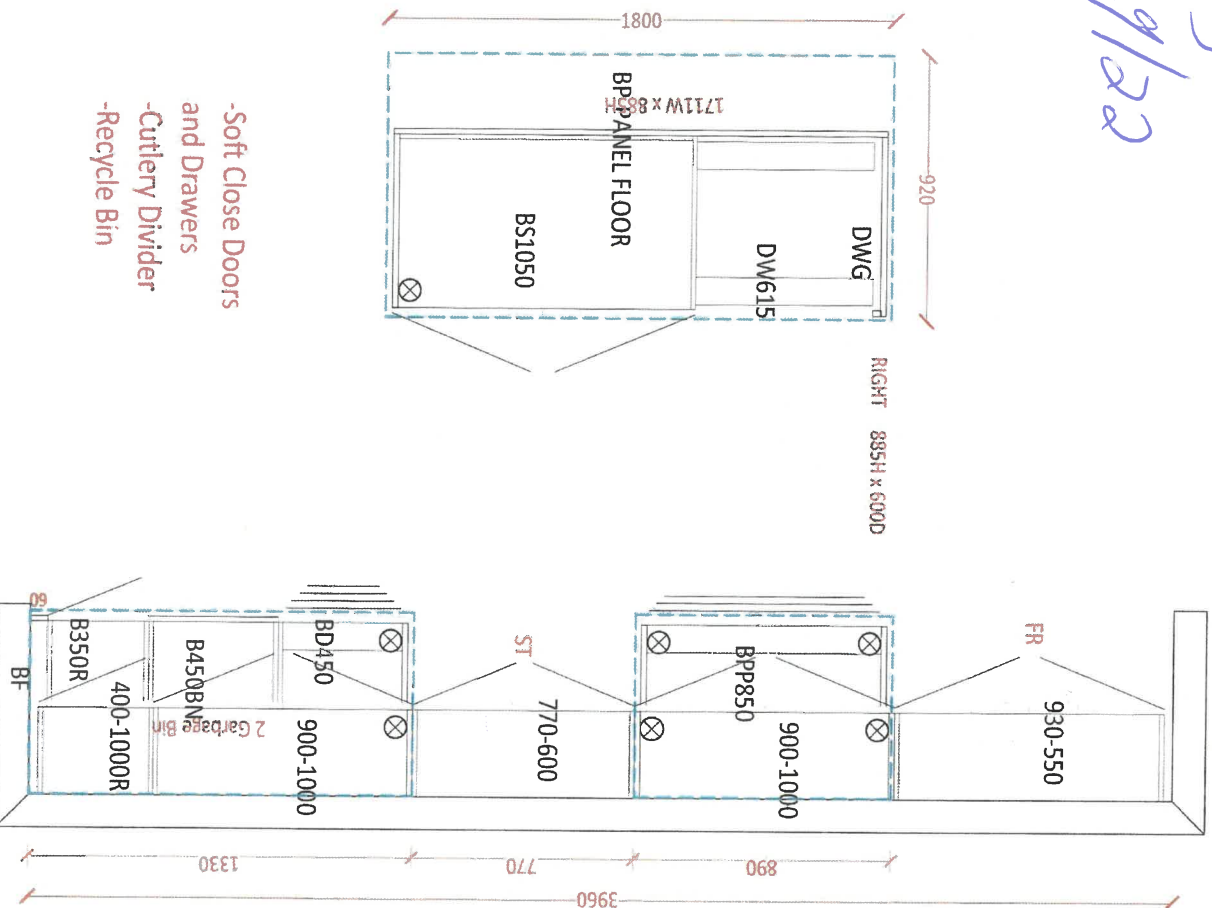 9/22
1800
920
1711W x 885H
BP PANEL FLOOR
BS1050
DW615
DWG
-Soft Close Doors
and Drawers
-Cutlery Divider
-Recycle Bin
RIGHT 885H x 600D
60
B350R
B450BN
BD450
ST
BPP850
FR
BF
400-1000R
2 Garbage Bin
900-1000
770-600
900-1000
930-550
1330
770
890
3960